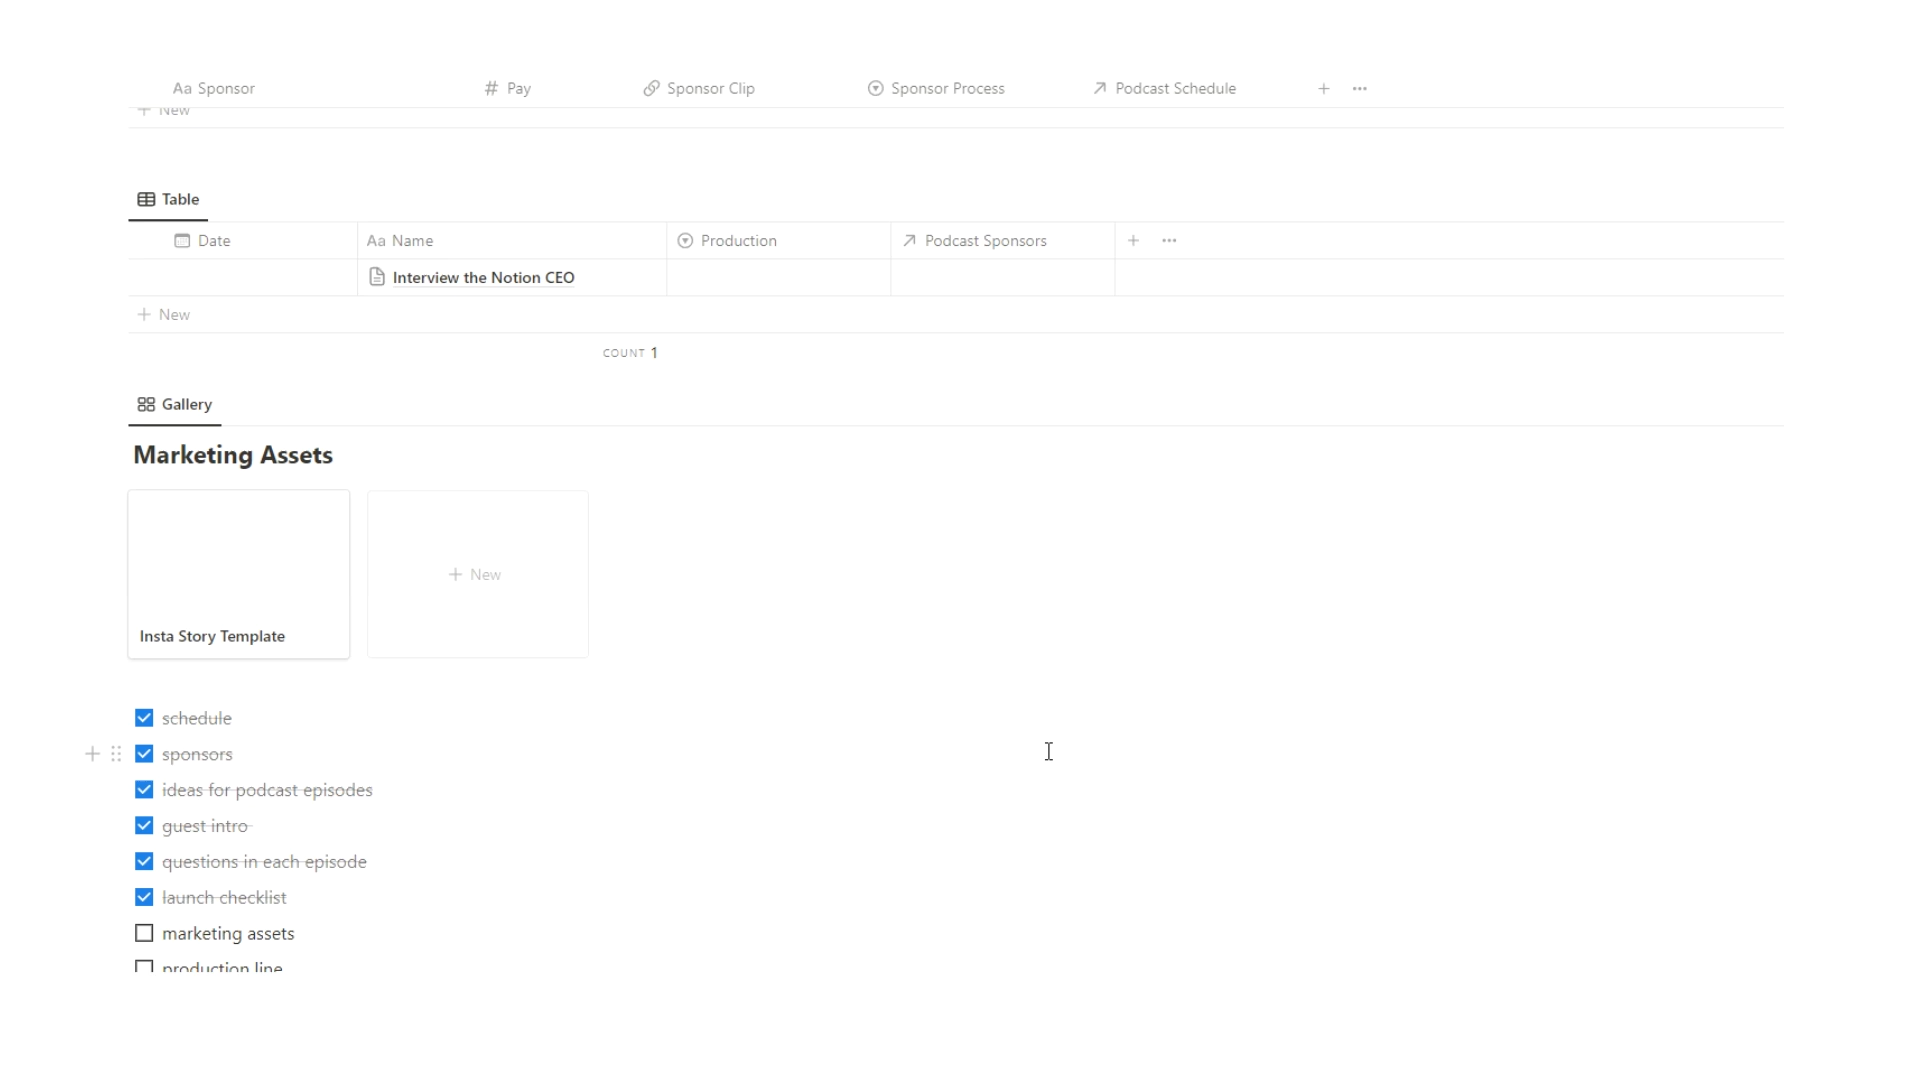 Aa Sponsor # Pay Sponsor Clip Sponsor Process Podcast Schedule + •••
+ New
Table
Date Aa Name Production Podcast Sponsors + •••
Interview the Notion CEO
+ New
COUNT 1
Gallery
Marketing Assets
+ New
Insta Story Template
schedule
sponsors
ideas for podcast episodes
guest intro
questions in each episode
launch checklist
marketing assets
production line